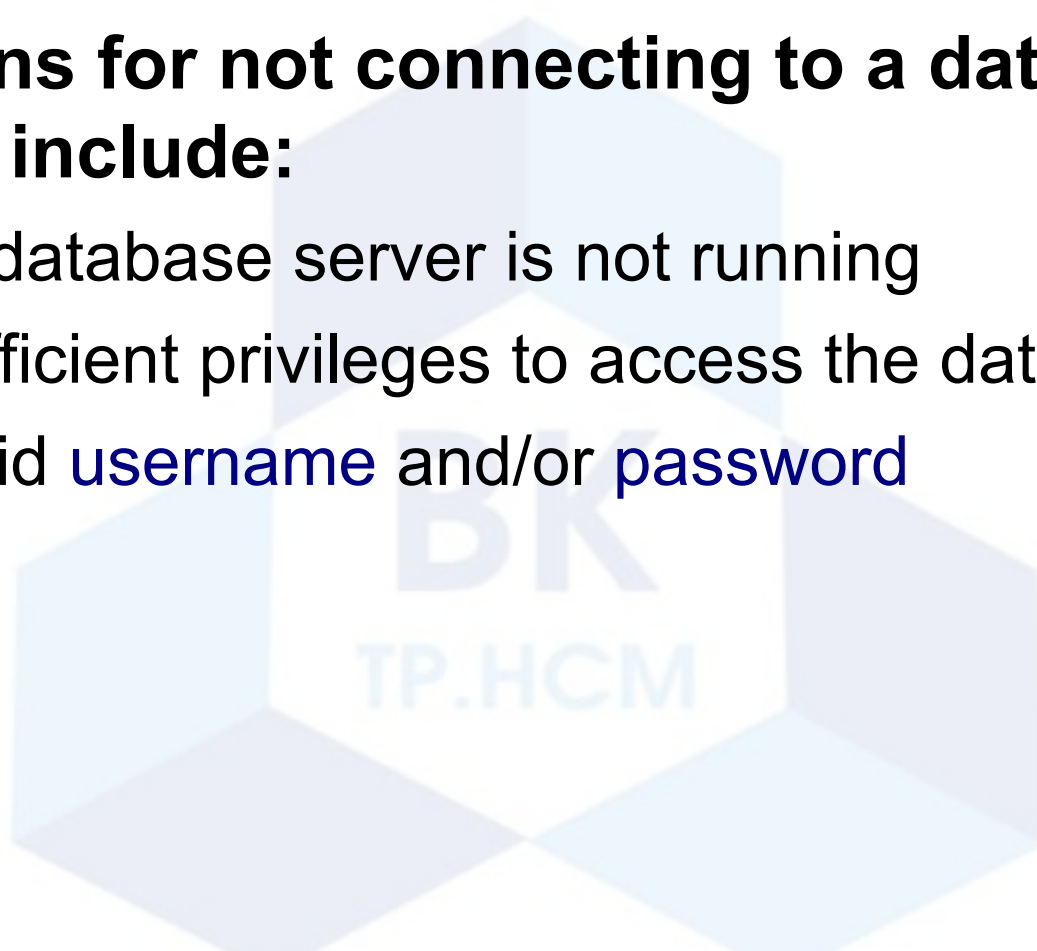 ns for not connecting to a dat
include:
database server is not running
fficient privileges to access the dat
id username and/or password
BK
TP.HCM